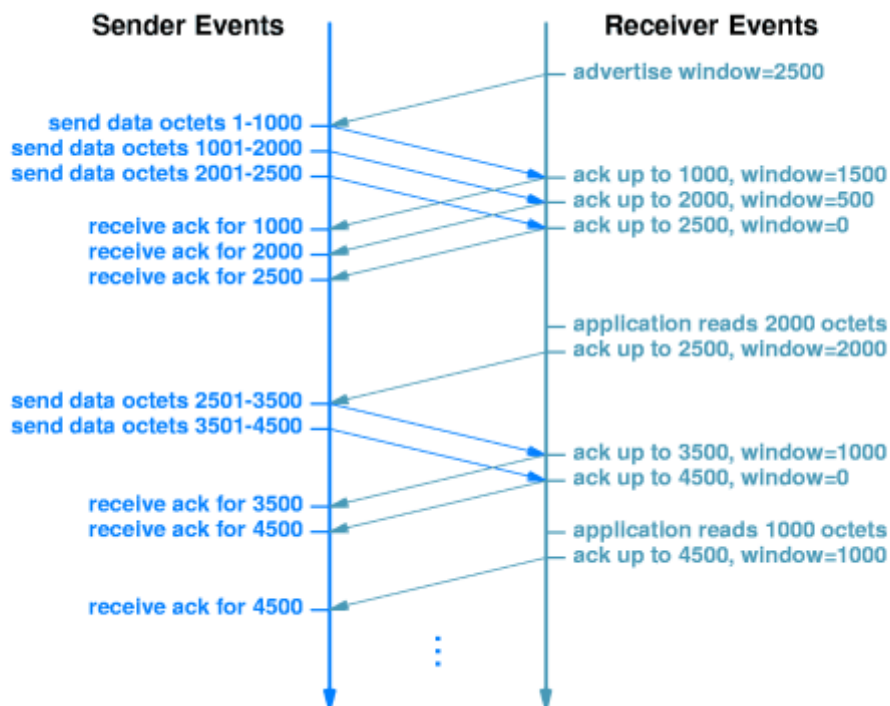 Sender Events
Receiver Events
advertise window=2500
send data octets 1-1000
send data octets 1001-2000
send data octets 2001-2500
ack up to 1000, window=1500
ack up to 2000, window=500
ack up to 2500, window=0
receive ack for 1000
receive ack for 2000
receive ack for 2500
application reads 2000 octets
ack up to 2500, window=2000
send data octets 2501-3500
send data octets 3501-4500
ack up to 3500, window=1000
ack up to 4500, window=0
receive ack for 3500
receive ack for 4500
application reads 1000 octets
ack up to 4500, window=1000
receive ack for 4500